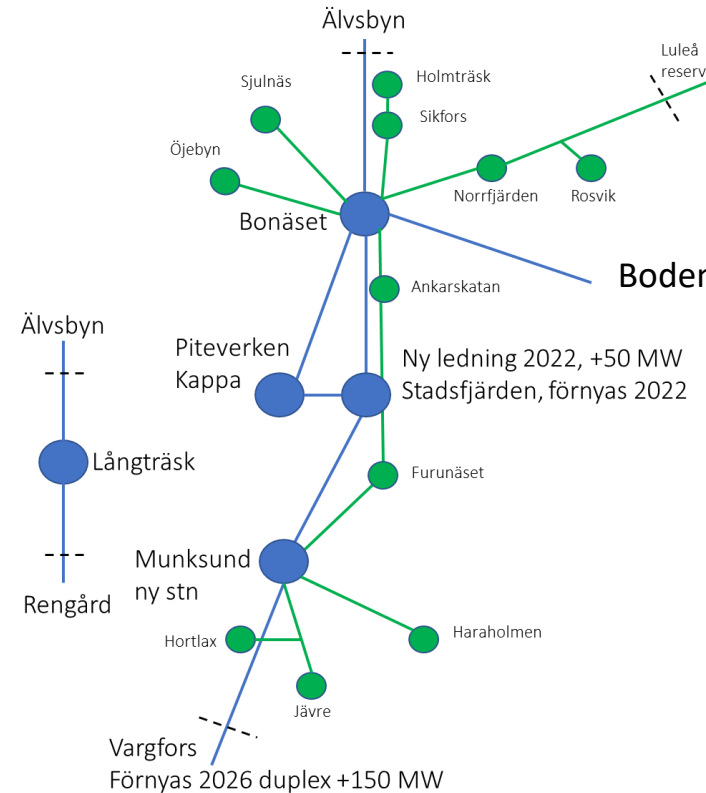 Älvsbyn
Luleå
reserv
Holmträsk
Sjulnäs
Sikfors
Öjebyn
Norrfjärden
Rosvik
Bonäset
Boden
Ankarskatan
Älvsbyn
Piteverken
Kappa
Ny ledning 2022, +50 MW
Stadsfjärden, förnyas 2022
Långträsk
Furunäset
Munksund
ny stn
Rengård
Hortlax
Haraholmen
Jävre
Vargfors
Förnyas 2026 duplex +150 MW